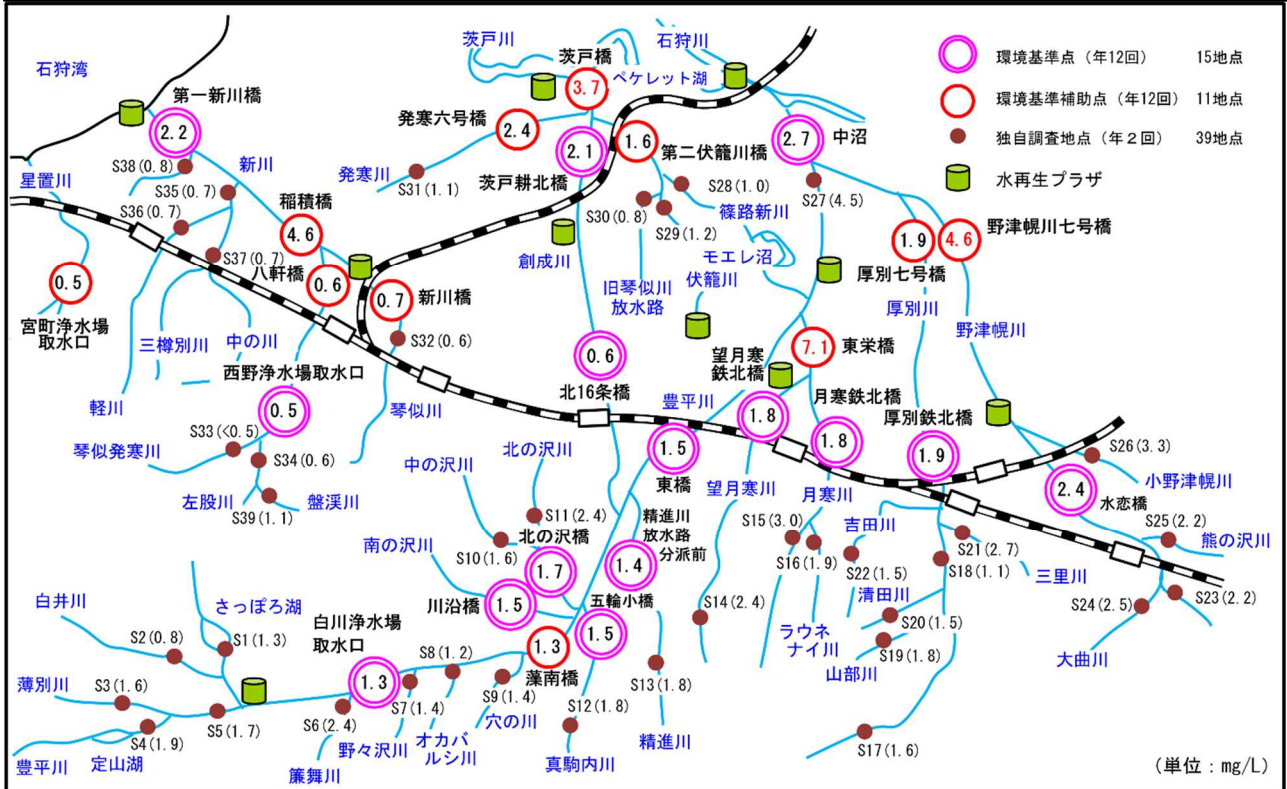 石狩湾
第一新川橋
2.2
S38(0.8)
星置川
新川
S35(0.7)
S36(0.7)
稲積橋
4.6
S37(0.7)
八軒橋
0.6
0.5
宮町浄水場
取水口
三樽別川
中の川
軽川
西野浄水場取水口
0.5
S33(<0.5)
琴似発寒川
S34(0.6)
左股川
S39(1.1)
盤渓川
新川橋
0.7
S32(0.6)
琴似川
茨戸川
茨戸橋
3.7
ペケレット湖
石狩川
発寒六号橋
2.4
発寒川
S31(1.1)
2.1
茨戸耕北橋
1.6
第二伏籠川橋
S28(1.0)
S30(0.8)
S29(1.2)
篠路新川
創成川
旧琴似川
放水路
モエレ沼
伏籠川
中沼
2.7
S27(4.5)
環境基準点(年12回) 15地点
環境基準補助点(年12回) 11地点
独自調査地点(年2回) 39地点
水再生プラザ
1.9
厚別七号橋
4.6
野津幌川七号橋
厚別川
野津幌川
0.6
北16条橋
7.1
東栄橋
望月寒
鉄北橋
1.8
豊平川
月寒鉄北橋
1.8
厚別鉄北橋
1.9
1.5
東橋
望月寒川
月寒川
S26(3.3)
小野津幌川
2.4
水恋橋
S25(2.2)
熊の沢川
S23(2.2)
S24(2.5)
大曲川
北の沢川
中の沢川
S11(2.4)
S10(1.6)
北の沢橋
1.7
南の沢川
川沿橋
1.5
精進川
放水路
分派前
1.4
五輪小橋
1.5
S15(3.0)
S16(1.9)
S14(2.4)
ラウネ
ナイ川
吉田川
S22(1.5)
S21(2.7)
S18(1.1)
三里川
清田川
S20(1.5)
S19(1.8)
山部川
S17(1.6)
白井川
さっぽろ湖
S2(0.8)
S1(1.3)
薄別川
S3(1.6)
S4(1.9)
S5(1.7)
豊平川
定山湖
白川浄水場
取水口
1.3
S6(2.4)
簾舞川
S7(1.4)
野々沢川
S8(1.2)
オカバ
ルシ川
S9(1.4)
穴の川
1.3
藻南橋
S12(1.8)
真駒内川
S13(1.8)
精進川
(単位:mg/L)